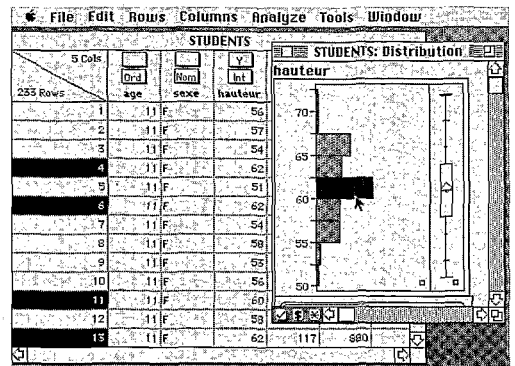 File Edit Rows Columns Analyze Tools Window
STUDENTS
5 Cols
233 Rows
Ord Nom Y Int
age sexe hauteur
1 11 F 56
2 11 F 57
3 11 F 54
4 11 F 62
5 11 F 51
6 11 F 62
7 11 F 54
8 11 F 58
9 11 F 53
10 11 F 56
11 11 F 60
12 11 F 53
13 11 F 62 117 880
STUDENTS: Distribution
hauteur
70
65
60
55
50
$